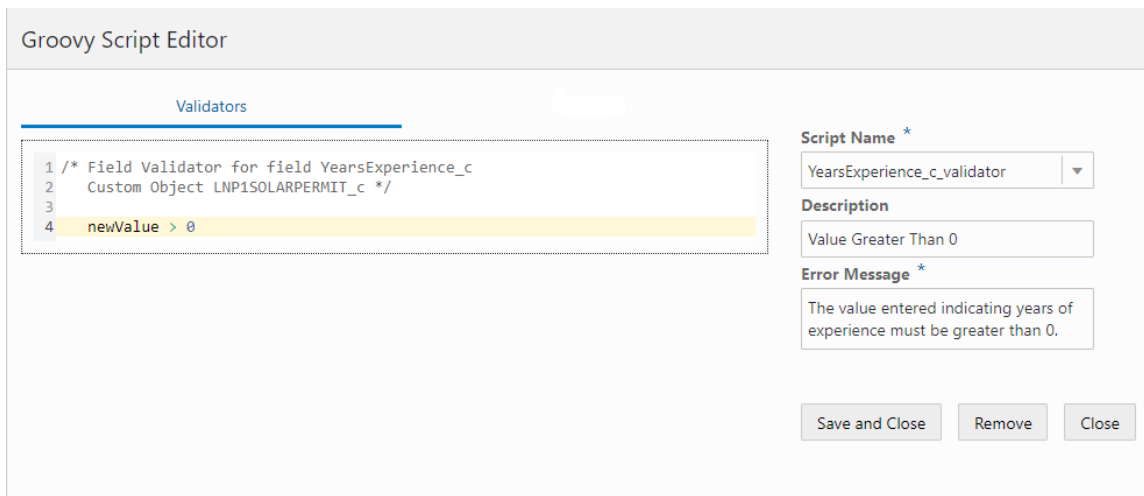 Groovy Script Editor
Validators
1 /* Field Validator for field YearsExperience_c
2 Custom Object LNP1SOLARPERMIT_c */
3
4 newValue > 0
Script Name *
YearsExperience_c_validator
Description
Value Greater Than 0
Error Message *
The value entered indicating years of
experience must be greater than 0.
Save and Close Remove Close